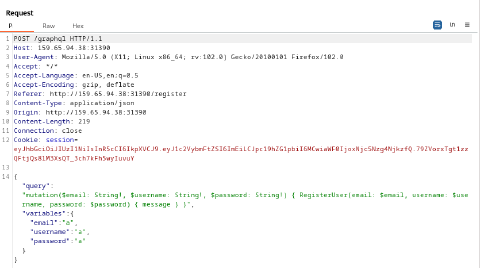 Request
P Raw Hex
In
1 POST /graphql HTTP/1.1
2 Host: 159.65.94.38:31390
3 User-Agent: Mozilla/5.0 (X11; Linux x86_64; rv:102.0) Gecko/20100101 Firefox/102.0
4 Accept: */*
5 Accept-Language: en-US,en;q=0.5
6 Accept-Encoding: gzip, deflate
7 Referer: http://159.65.94.38:31390/register
8 Content-Type: application/json
9 Origin: http://159.65.94.38:31390
10 Content-Length: 219
11 Connection: close
12 Cookie: session=
13
14 {
"query":
"mutation($email: String!, $username: String!, $password: String!) { RegisterUser(email: $email, username: $use
rname, password: $password) { message } }",
"variables":{
"email":"a",
"username":"a",
"password":"a"
}
}